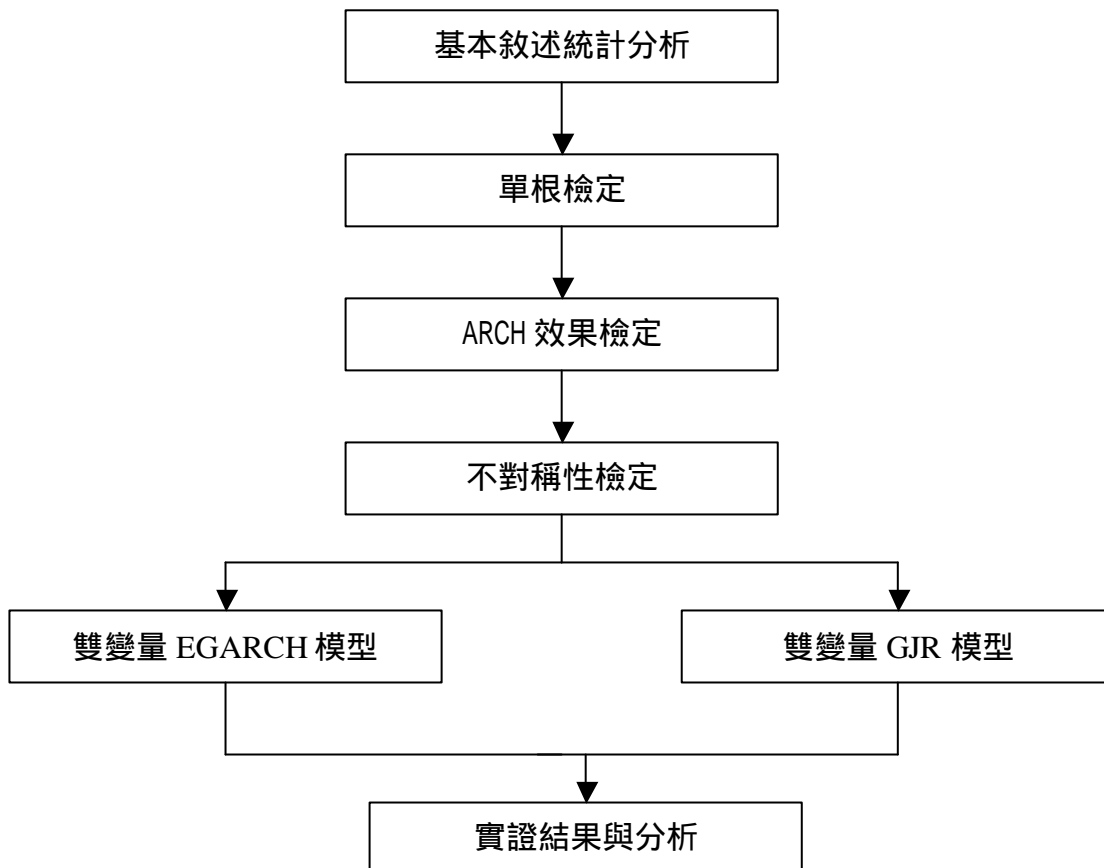 基本敘述統計分析
單根檢定
ARCH 效果檢定
不對稱性檢定
雙變量 EGARCH 模型
雙變量 GJR 模型
實證結果與分析